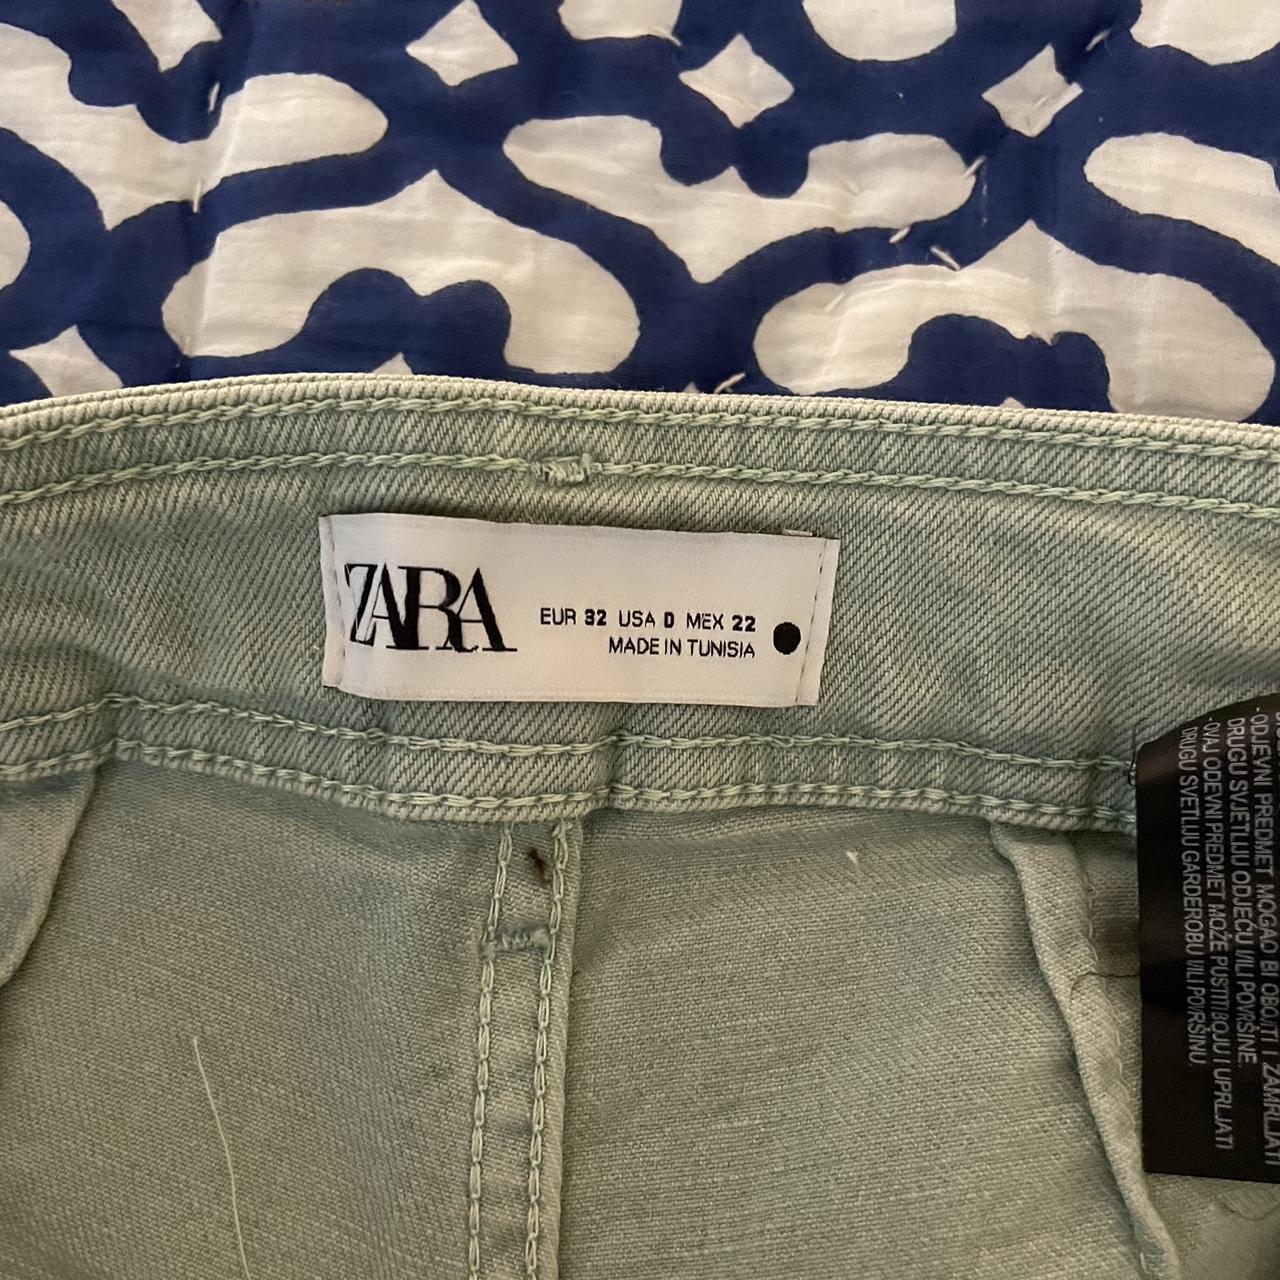 ZARA
EUR 32 USA 0 MEX 22
MADE IN TUNISIA
· ODJEVNI PREDMET MOGAO BI OBOJITI I ZAMRLJATI
DRUGU SVJETLIJU ODJEĆU I/ILI POVRŠINE.
· OVAJ ODEVNI PREDMET MOŽE PUSTITI BOJU I UPRLJATI
DRUGU SVETLIJU GARDEROBU I/ILI POVRŠINU.